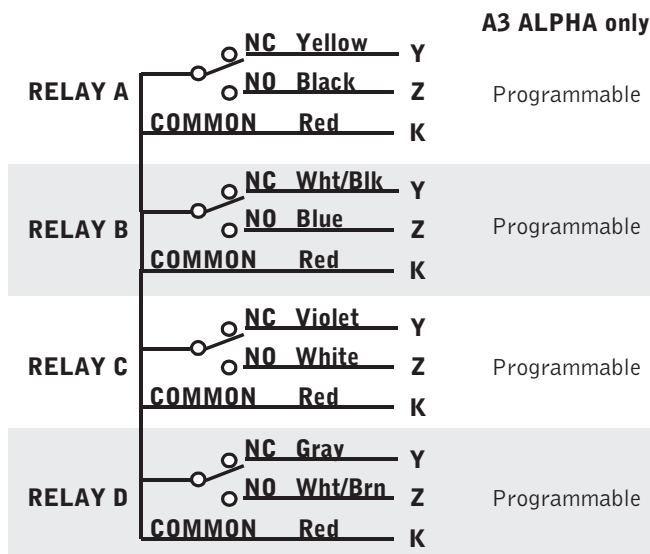 A3 ALPHA only
NC Yellow Y
RELAY A NO Black Z Programmable
COMMON Red K
NC Wht/Blk Y
RELAY B NO Blue Z Programmable
COMMON Red K
NC Violet Y
RELAY C NO White Z Programmable
COMMON Red K
NC Gray Y
RELAY D NO Wht/Brn Z Programmable
COMMON Red K